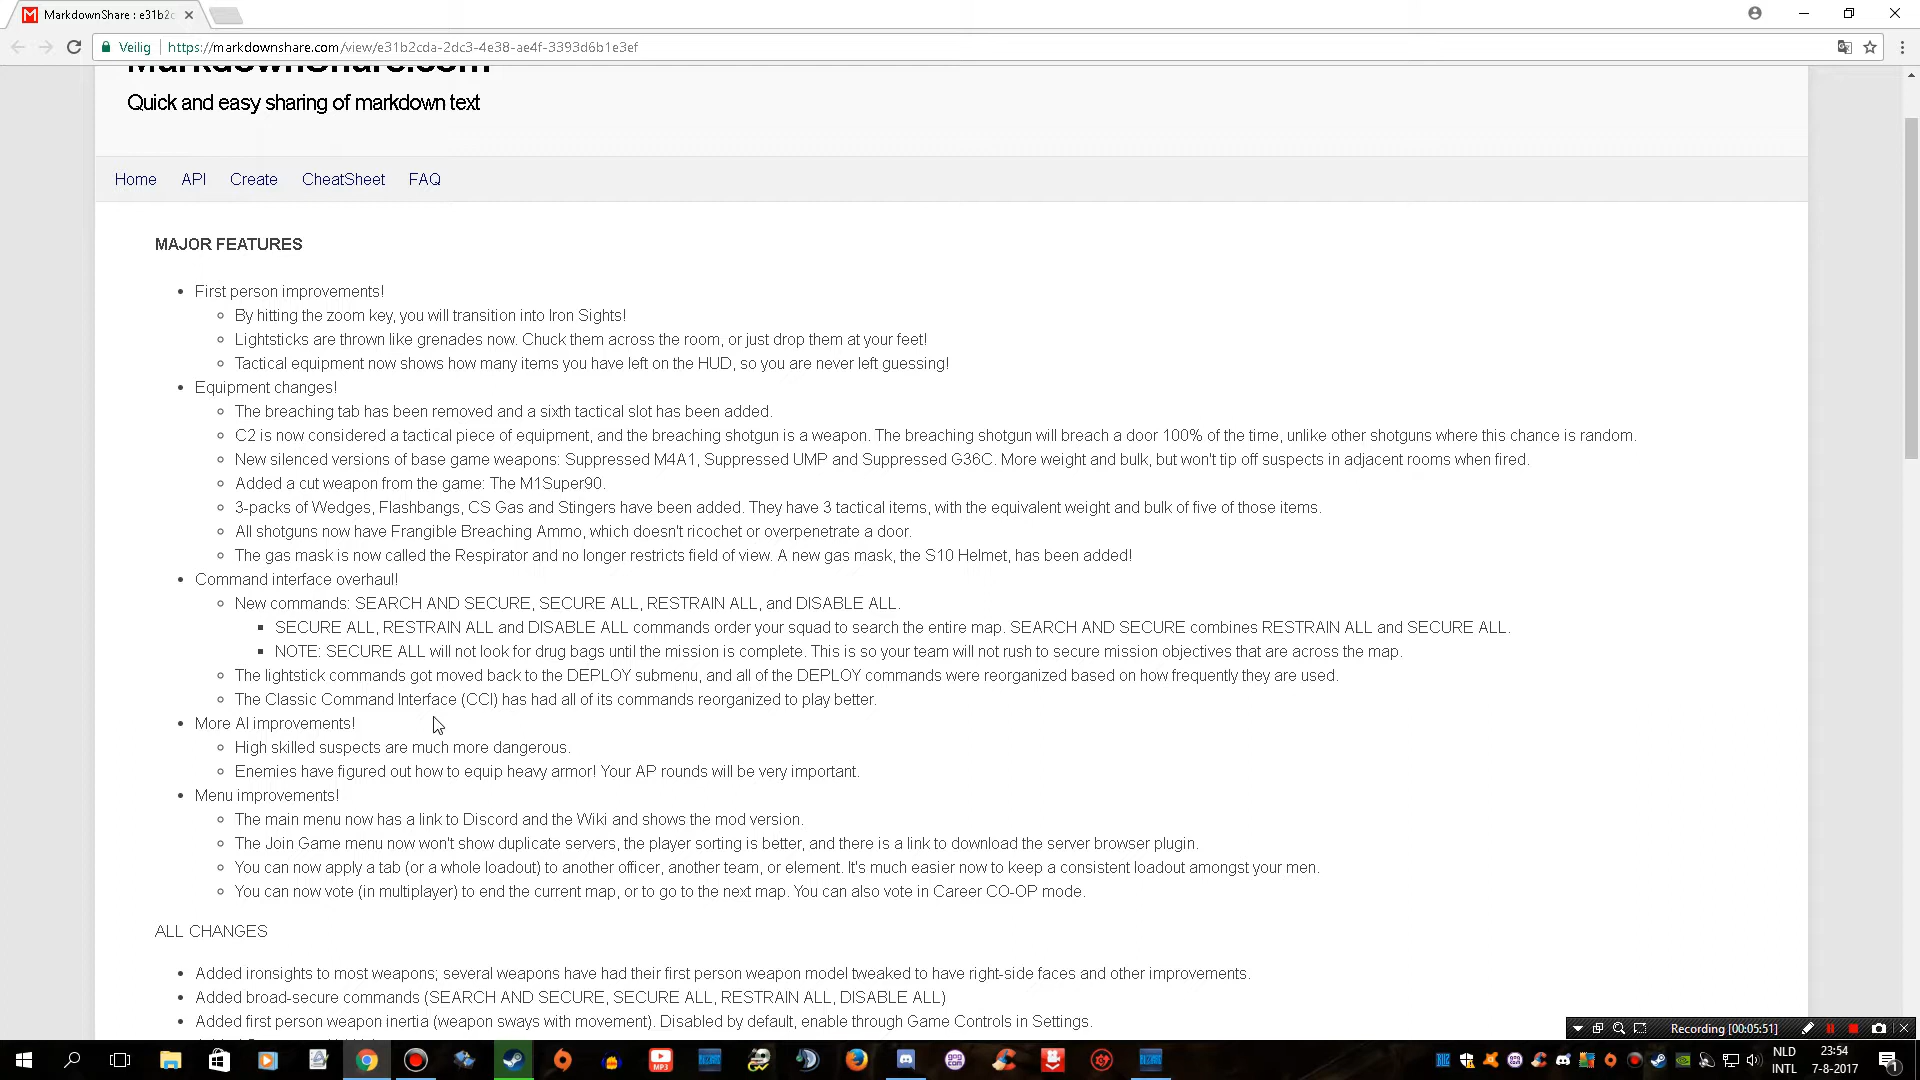 MarkdownShare : e31b2c
Veilig
https://markdownshare.com/view/e31b2cda-2dc3-4e38-ae4f-3393d6b1e3ef
MarkdownShare.com
Quick and easy sharing of markdown text
Home API Create CheatSheet FAQ
MAJOR FEATURES
• First person improvements!
◦ By hitting the zoom key, you will transition into Iron Sights!
◦ Lightsticks are thrown like grenades now. Chuck them across the room, or just drop them at your feet!
◦ Tactical equipment now shows how many items you have left on the HUD, so you are never left guessing!
• Equipment changes!
◦ The breaching tab has been removed and a sixth tactical slot has been added.
◦ C2 is now considered a tactical piece of equipment, and the breaching shotgun is a weapon. The breaching shotgun will breach a door 100% of the time, unlike other shotguns where this chance is random.
◦ New silenced versions of base game weapons: Suppressed M4A1, Suppressed UMP and Suppressed G36C. More weight and bulk, but won't tip off suspects in adjacent rooms when fired.
◦ Added a cut weapon from the game: The M1Super90.
◦ 3-packs of Wedges, Flashbangs, CS Gas and Stingers have been added. They have 3 tactical items, with the equivalent weight and bulk of five of those items.
◦ All shotguns now have Frangible Breaching Ammo, which doesn't ricochet or overpenetrate a door.
◦ The gas mask is now called the Respirator and no longer restricts field of view. A new gas mask, the S10 Helmet, has been added!
• Command interface overhaul!
◦ New commands: SEARCH AND SECURE, SECURE ALL, RESTRAIN ALL, and DISABLE ALL.
▪ SECURE ALL, RESTRAIN ALL and DISABLE ALL commands order your squad to search the entire map. SEARCH AND SECURE combines RESTRAIN ALL and SECURE ALL.
▪ NOTE: SECURE ALL will not look for drug bags until the mission is complete. This is so your team will not rush to secure mission objectives that are across the map.
◦ The lightstick commands got moved back to the DEPLOY submenu, and all of the DEPLOY commands were reorganized based on how frequently they are used.
◦ The Classic Command Interface (CCI) has had all of its commands reorganized to play better.
• More AI improvements!
◦ High skilled suspects are much more dangerous.
◦ Enemies have figured out how to equip heavy armor! Your AP rounds will be very important.
• Menu improvements!
◦ The main menu now has a link to Discord and the Wiki and shows the mod version.
◦ The Join Game menu now won't show duplicate servers, the player sorting is better, and there is a link to download the server browser plugin.
◦ You can now apply a tab (or a whole loadout) to another officer, another team, or element. It's much easier now to keep a consistent loadout amongst your men.
◦ You can now vote (in multiplayer) to end the current map, or to go to the next map. You can also vote in Career CO-OP mode.
ALL CHANGES
• Added ironsights to most weapons; several weapons have had their first person weapon model tweaked to have right-side faces and other improvements.
• Added broad-secure commands (SEARCH AND SECURE, SECURE ALL, RESTRAIN ALL, DISABLE ALL)
• Added first person weapon inertia (weapon sways with movement). Disabled by default, enable through Game Controls in Settings.
Recording [00:05:51]
NLD
INTL
23:54
7-8-2017